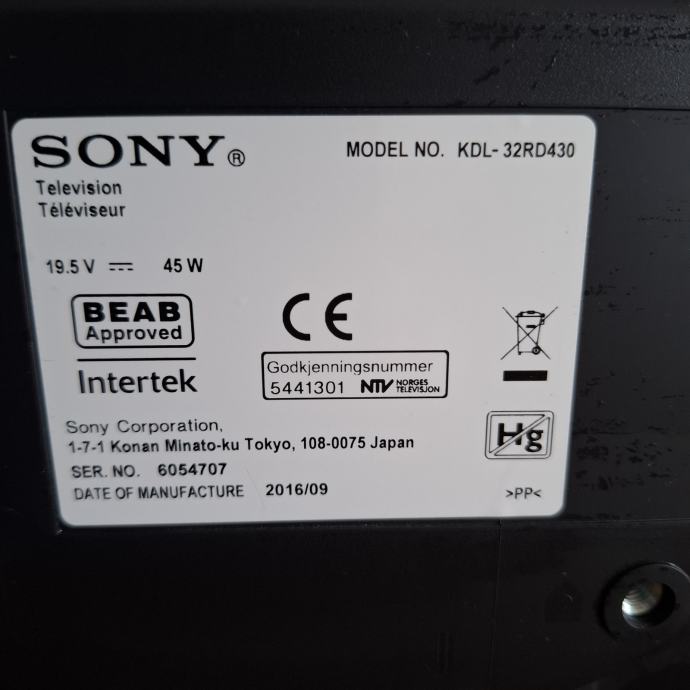 SONY® MODEL NO. KDL-32RD430
Television
Téléviseur
19.5 V 45 W
BEAB
Approved
Intertek
CE
Godkjenningsnummer
5441301 NTV NORGES TELEVISJON
Sony Corporation,
1-7-1 Konan Minato-ku Tokyo, 108-0075 Japan
Hg
SER. NO. 6054707
DATE OF MANUFACTURE 2016/09
>PP<